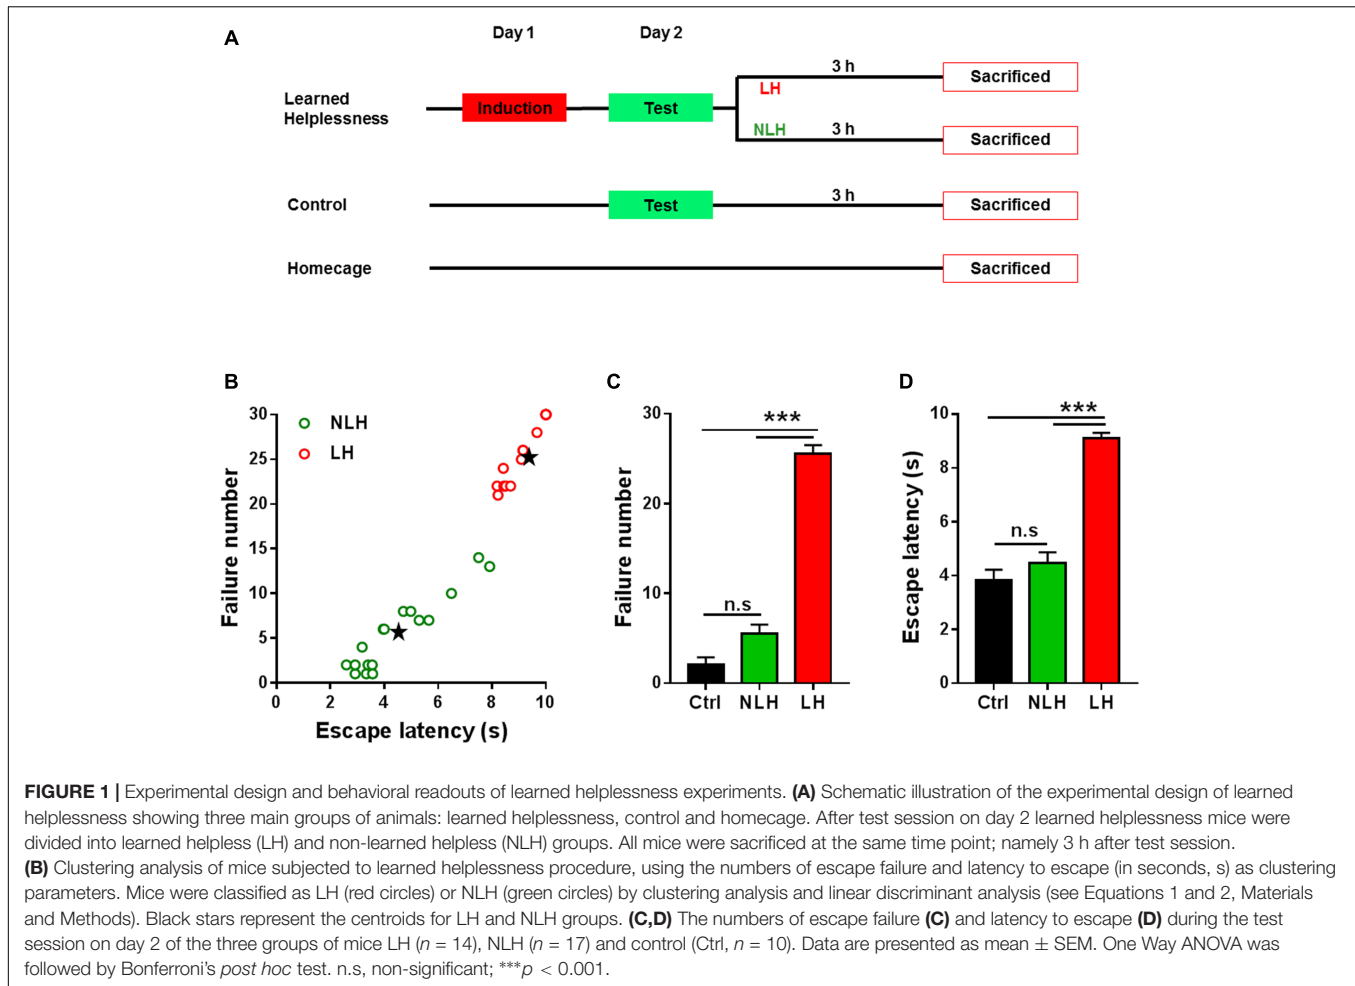 A
Day 1
Day 2
Learned
Helplessness
Induction
Test
LH
3 h
Sacrificed
NLH
3 h
Sacrificed
Control
Test
3 h
Sacrificed
Homecage
Sacrificed
B
30
25
20
15
10
5
0
0 2 4 6 8 10
NLH
LH
Failure number
Escape latency (s)
C
30
20
10
0
Failure number
***
n.s
Ctrl NLH LH
D
10
8
6
4
2
0
Escape latency (s)
***
n.s
Ctrl NLH LH
FIGURE 1 | Experimental design and behavioral readouts of learned helplessness experiments. (A) Schematic illustration of the experimental design of learned
helplessness showing three main groups of animals: learned helplessness, control and homecage. After test session on day 2 learned helplessness mice were
divided into learned helpless (LH) and non-learned helpless (NLH) groups. All mice were sacrificed at the same time point; namely 3 h after test session.
(B) Clustering analysis of mice subjected to learned helplessness procedure, using the numbers of escape failure and latency to escape (in seconds, s) as clustering
parameters. Mice were classified as LH (red circles) or NLH (green circles) by clustering analysis and linear discriminant analysis (see Equations 1 and 2, Materials
and Methods). Black stars represent the centroids for LH and NLH groups. (C,D) The numbers of escape failure (C) and latency to escape (D) during the test
session on day 2 of the three groups of mice LH (n = 14), NLH (n = 17) and control (Ctrl, n = 10). Data are presented as mean ± SEM. One Way ANOVA was
followed by Bonferroni's post hoc test. n.s, non-significant; ***p < 0.001.